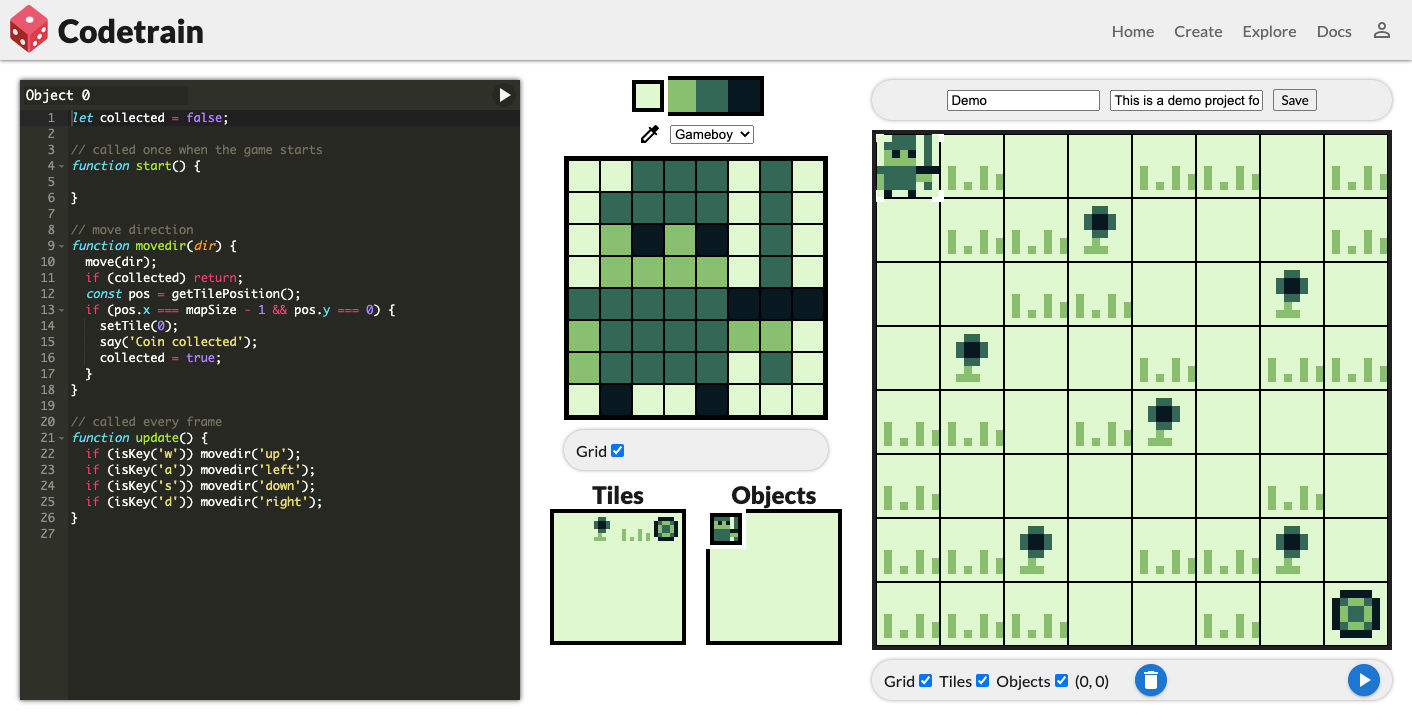 Codetrain
Home Create Explore Docs
Object 0
1 let collected = false;
2
3 // called once when the game starts
4 function start() {
5
6 }
7
8 // move direction
9 function movedir(dir) {
10 move(dir);
11 if (collected) return;
12 const pos = getTilePosition();
13 if (pos.x === mapSize - 1 && pos.y === 0) {
14 setTile(0);
15 say('Coin collected');
16 collected = true;
17 }
18 }
19
20 // called every frame
21 function update() {
22 if (isKey('w')) movedir('up');
23 if (isKey('a')) movedir('left');
24 if (isKey('s')) movedir('down');
25 if (isKey('d')) movedir('right');
26 }
27
Gameboy
Grid
Tiles Objects
Demo This is a demo project fo Save
Grid Tiles Objects (0, 0)